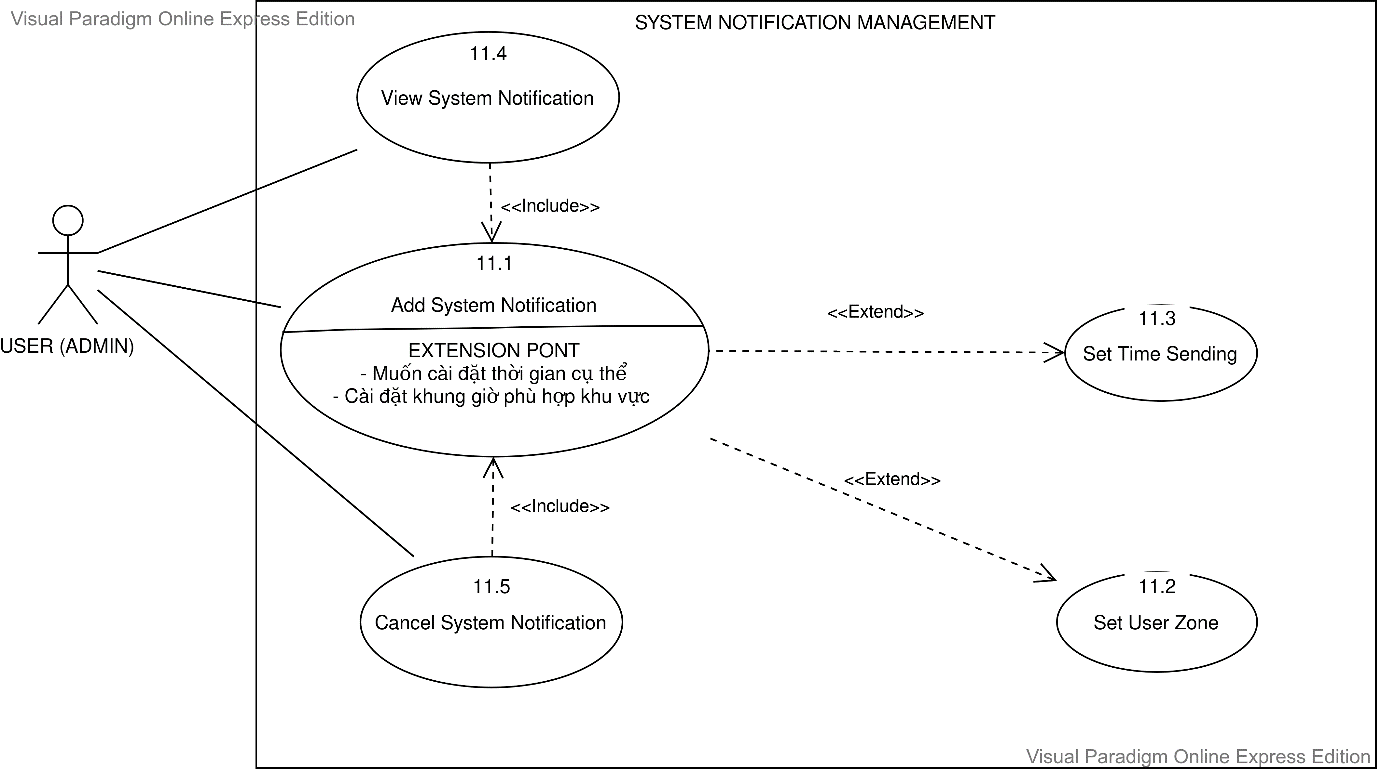 Visual Paradigm Online Express Edition
SYSTEM NOTIFICATION MANAGEMENT
11.4
View System Notification
<<Include>>
11.1
Add System Notification
EXTENSION PONT
- Muốn cài đặt thời gian cụ thể
- Cài đặt khung giờ phù hợp khu vực
<<Extend>>
11.3
Set Time Sending
USER (ADMIN)
<<Extend>>
<<Include>>
11.5
Cancel System Notification
11.2
Set User Zone
Visual Paradigm Online Express Edition